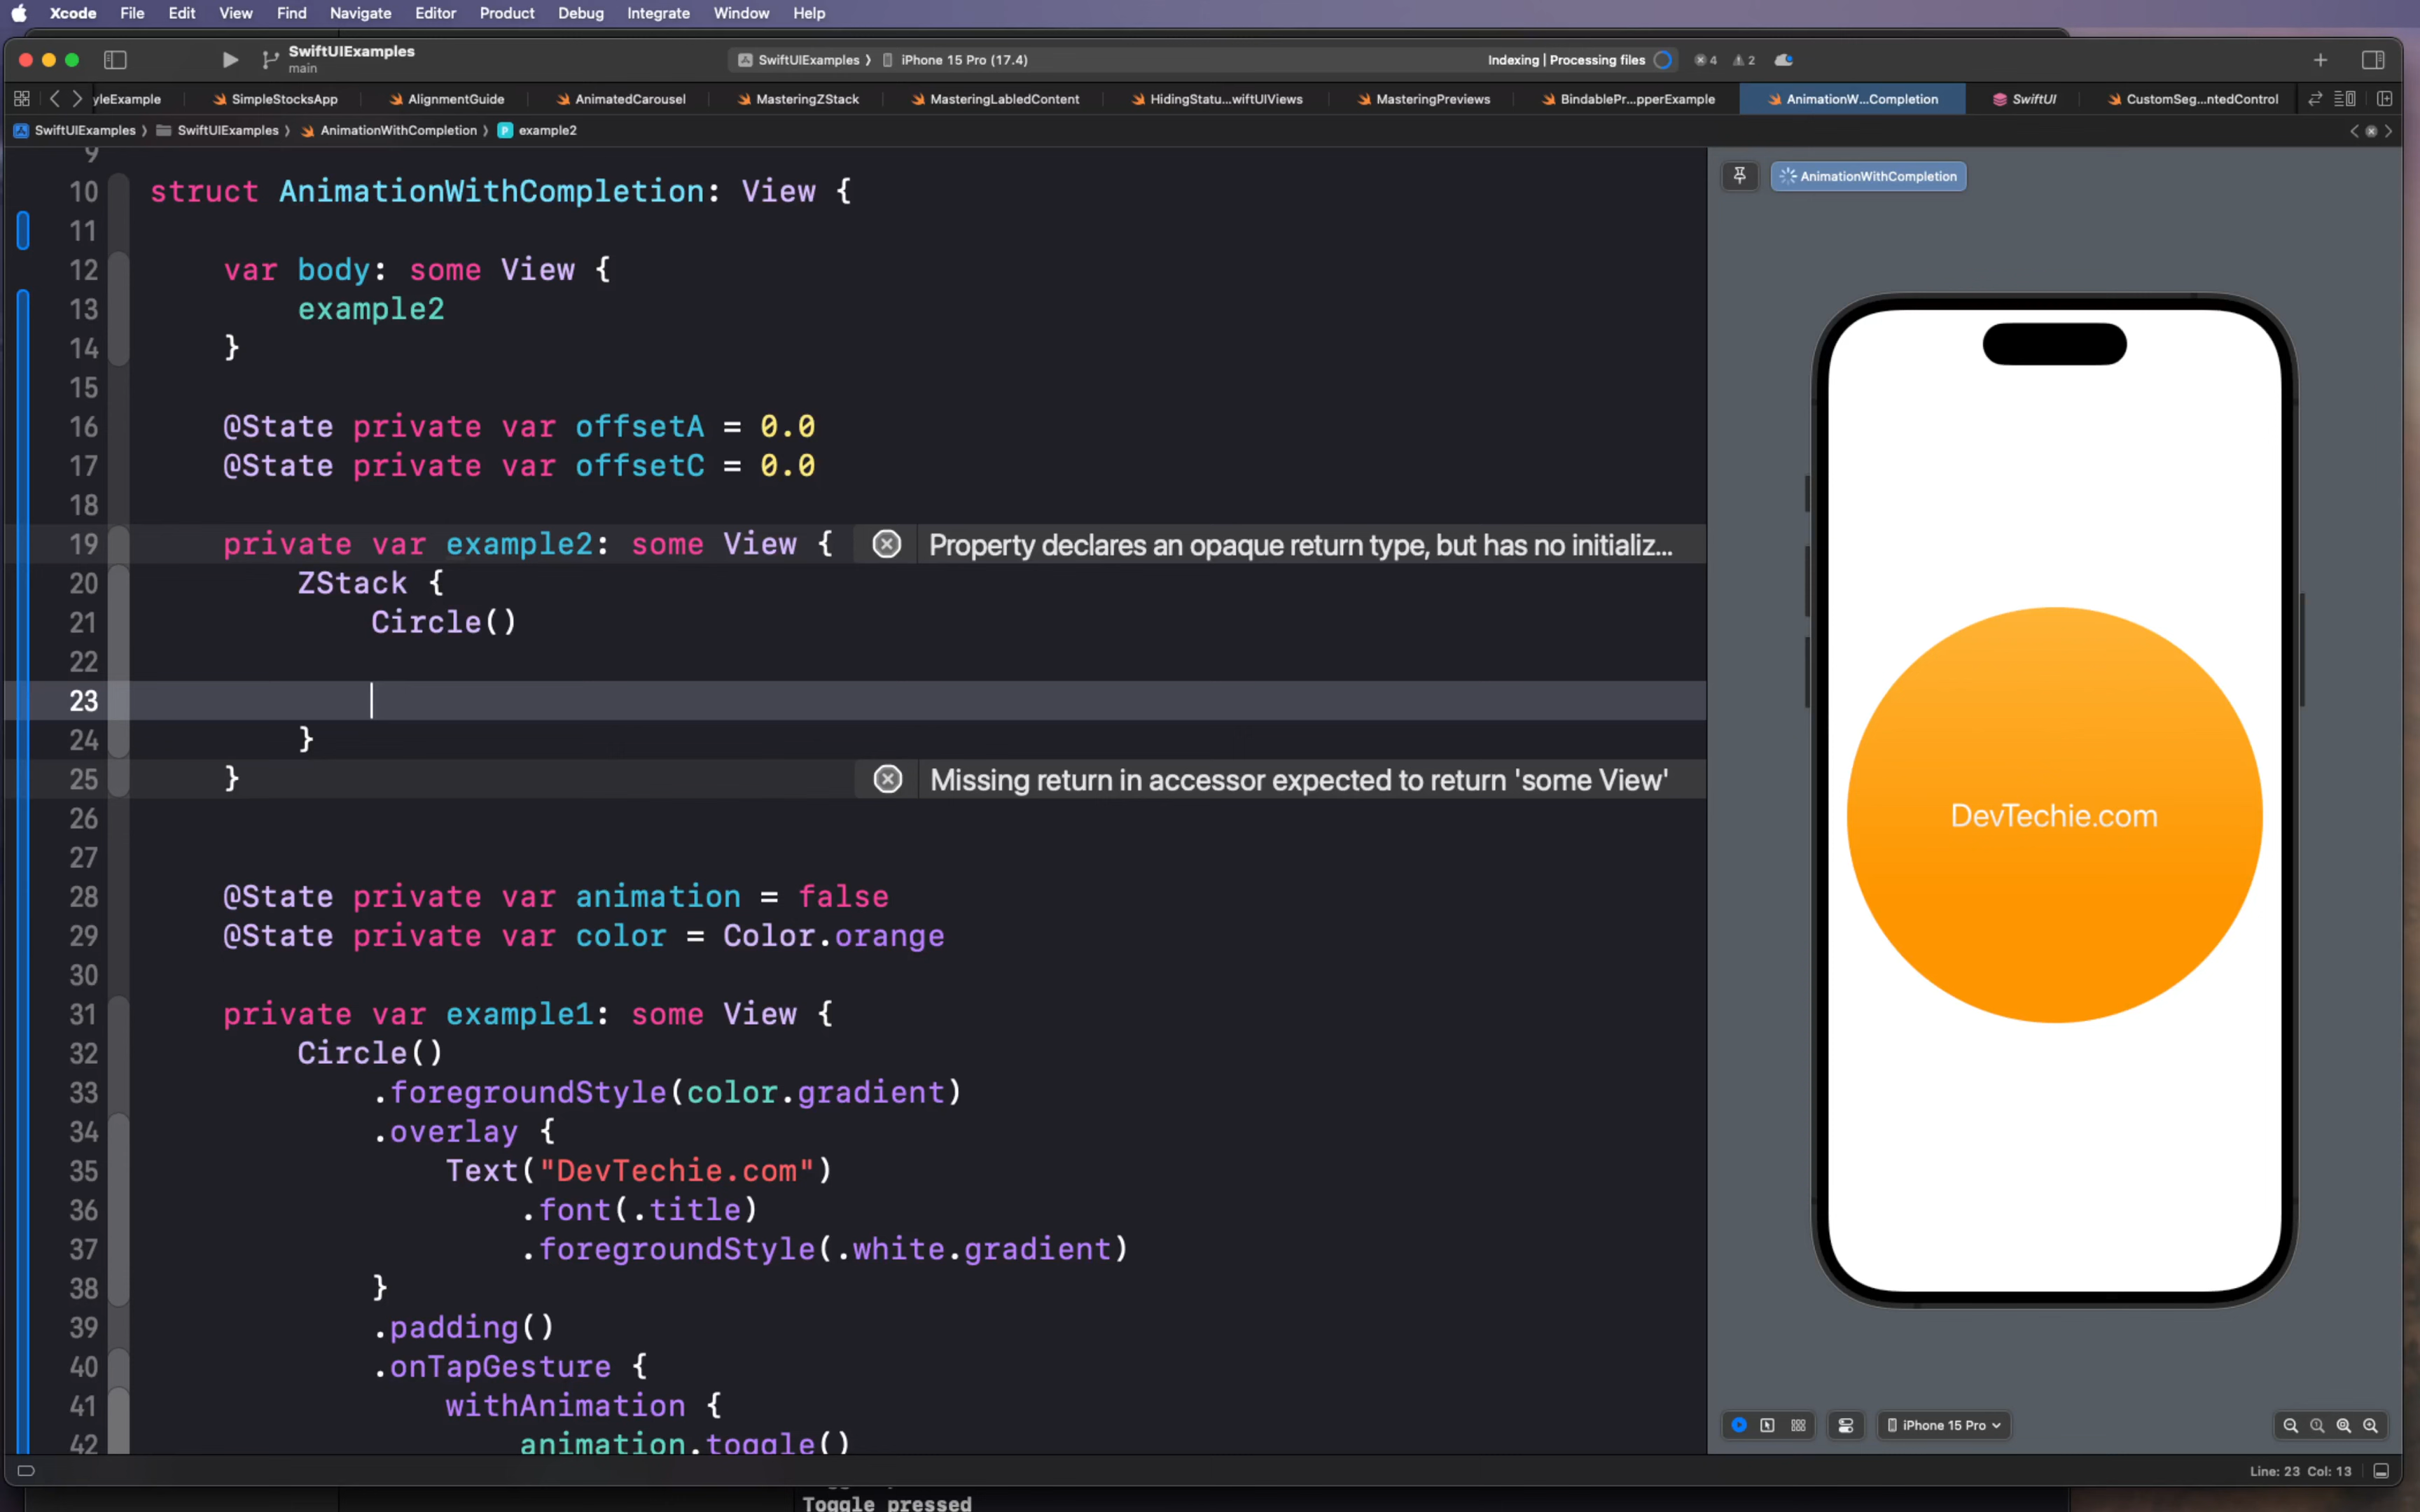 Xcode File Edit View Find Navigate Editor Product Debug Integrate Window Help
SwiftUIExamples
main
SwiftUIExamples 〉 iPhone 15 Pro (17.4)
Indexing | Processing files
4 2
yleExample SimpleStocksApp AlignmentGuide AnimatedCarousel MasteringZStack MasteringLabledContent HidingStatu...wiftUIViews MasteringPreviews BindablePr...pperExample AnimationW...Completion SwiftUI CustomSeg...ntedControl
SwiftUIExamples 〉 SwiftUIExamples 〉 AnimationWithCompletion 〉 P example2
9
10 struct AnimationWithCompletion: View {
11
12 var body: some View {
13 example2
14 }
15
16 @State private var offsetA = 0.0
17 @State private var offsetC = 0.0
18
19 private var example2: some View { Property declares an opaque return type, but has no initializ...
20 ZStack {
21 Circle()
22
23
24 }
25 } Missing return in accessor expected to return 'some View'
26
27
28 @State private var animation = false
29 @State private var color = Color.orange
30
31 private var example1: some View {
32 Circle()
33 .foregroundStyle(color.gradient)
34 .overlay {
35 Text("DevTechie.com")
36 .font(.title)
37 .foregroundStyle(.white.gradient)
38 }
39 .padding()
40 .onTapGesture {
41 withAnimation {
42 animation.toggle()
AnimationWithCompletion
DevTechie.com
iPhone 15 Pro
Line: 23 Col: 13
Toggle pressed